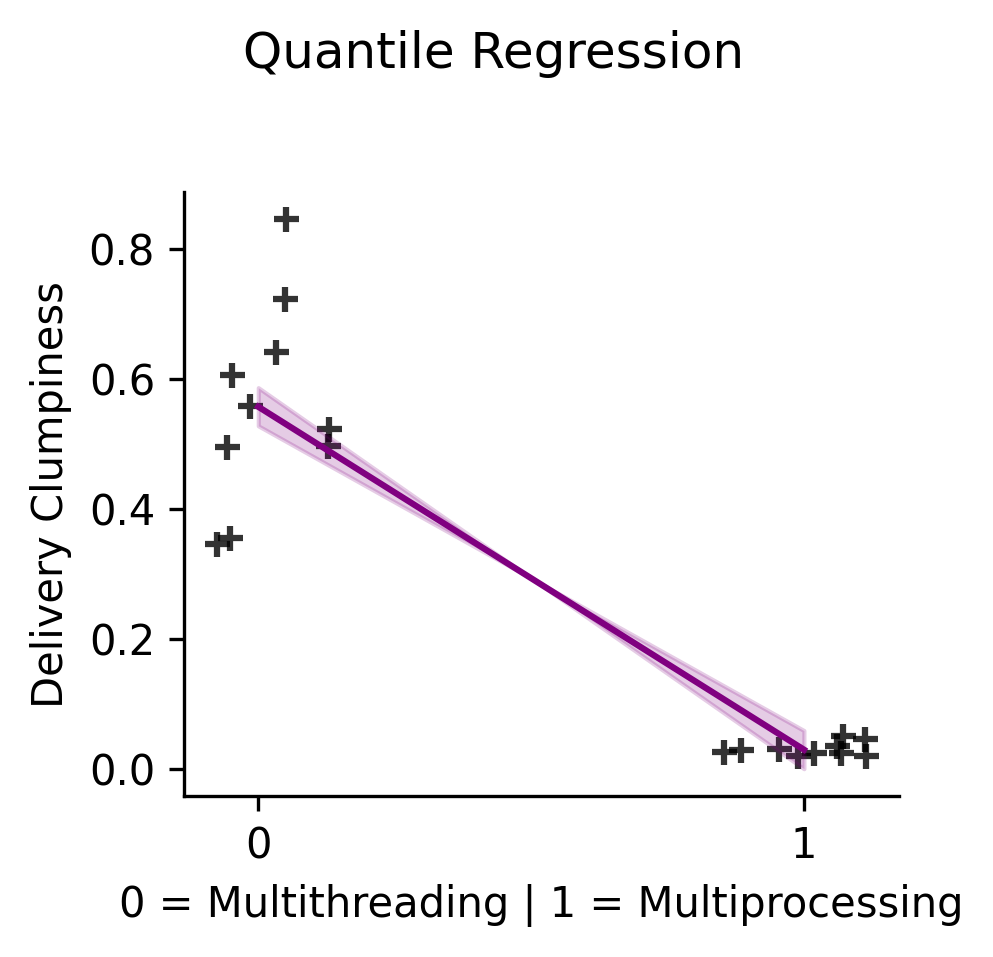 Quantile Regression
Delivery Clumpiness
0.8
0.6
0.4
0.2
0.0
0 1
0 = Multithreading | 1 = Multiprocessing